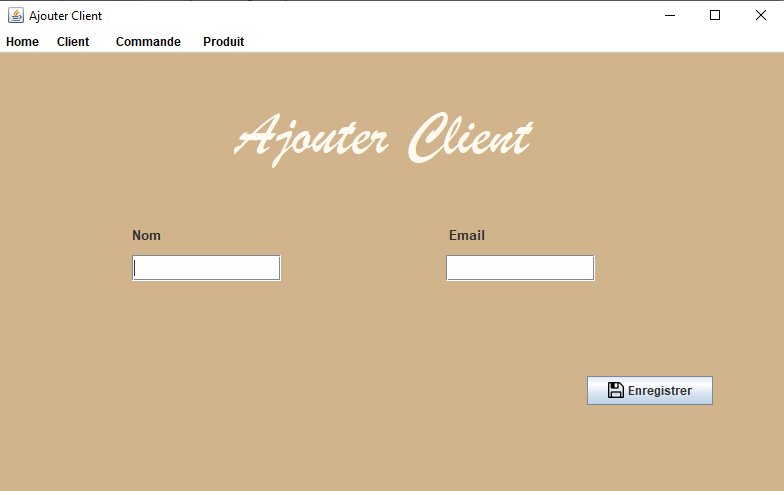 Ajouter Client
Home Client Commande Produit
Ajouter Client
Nom Email
Enregistrer